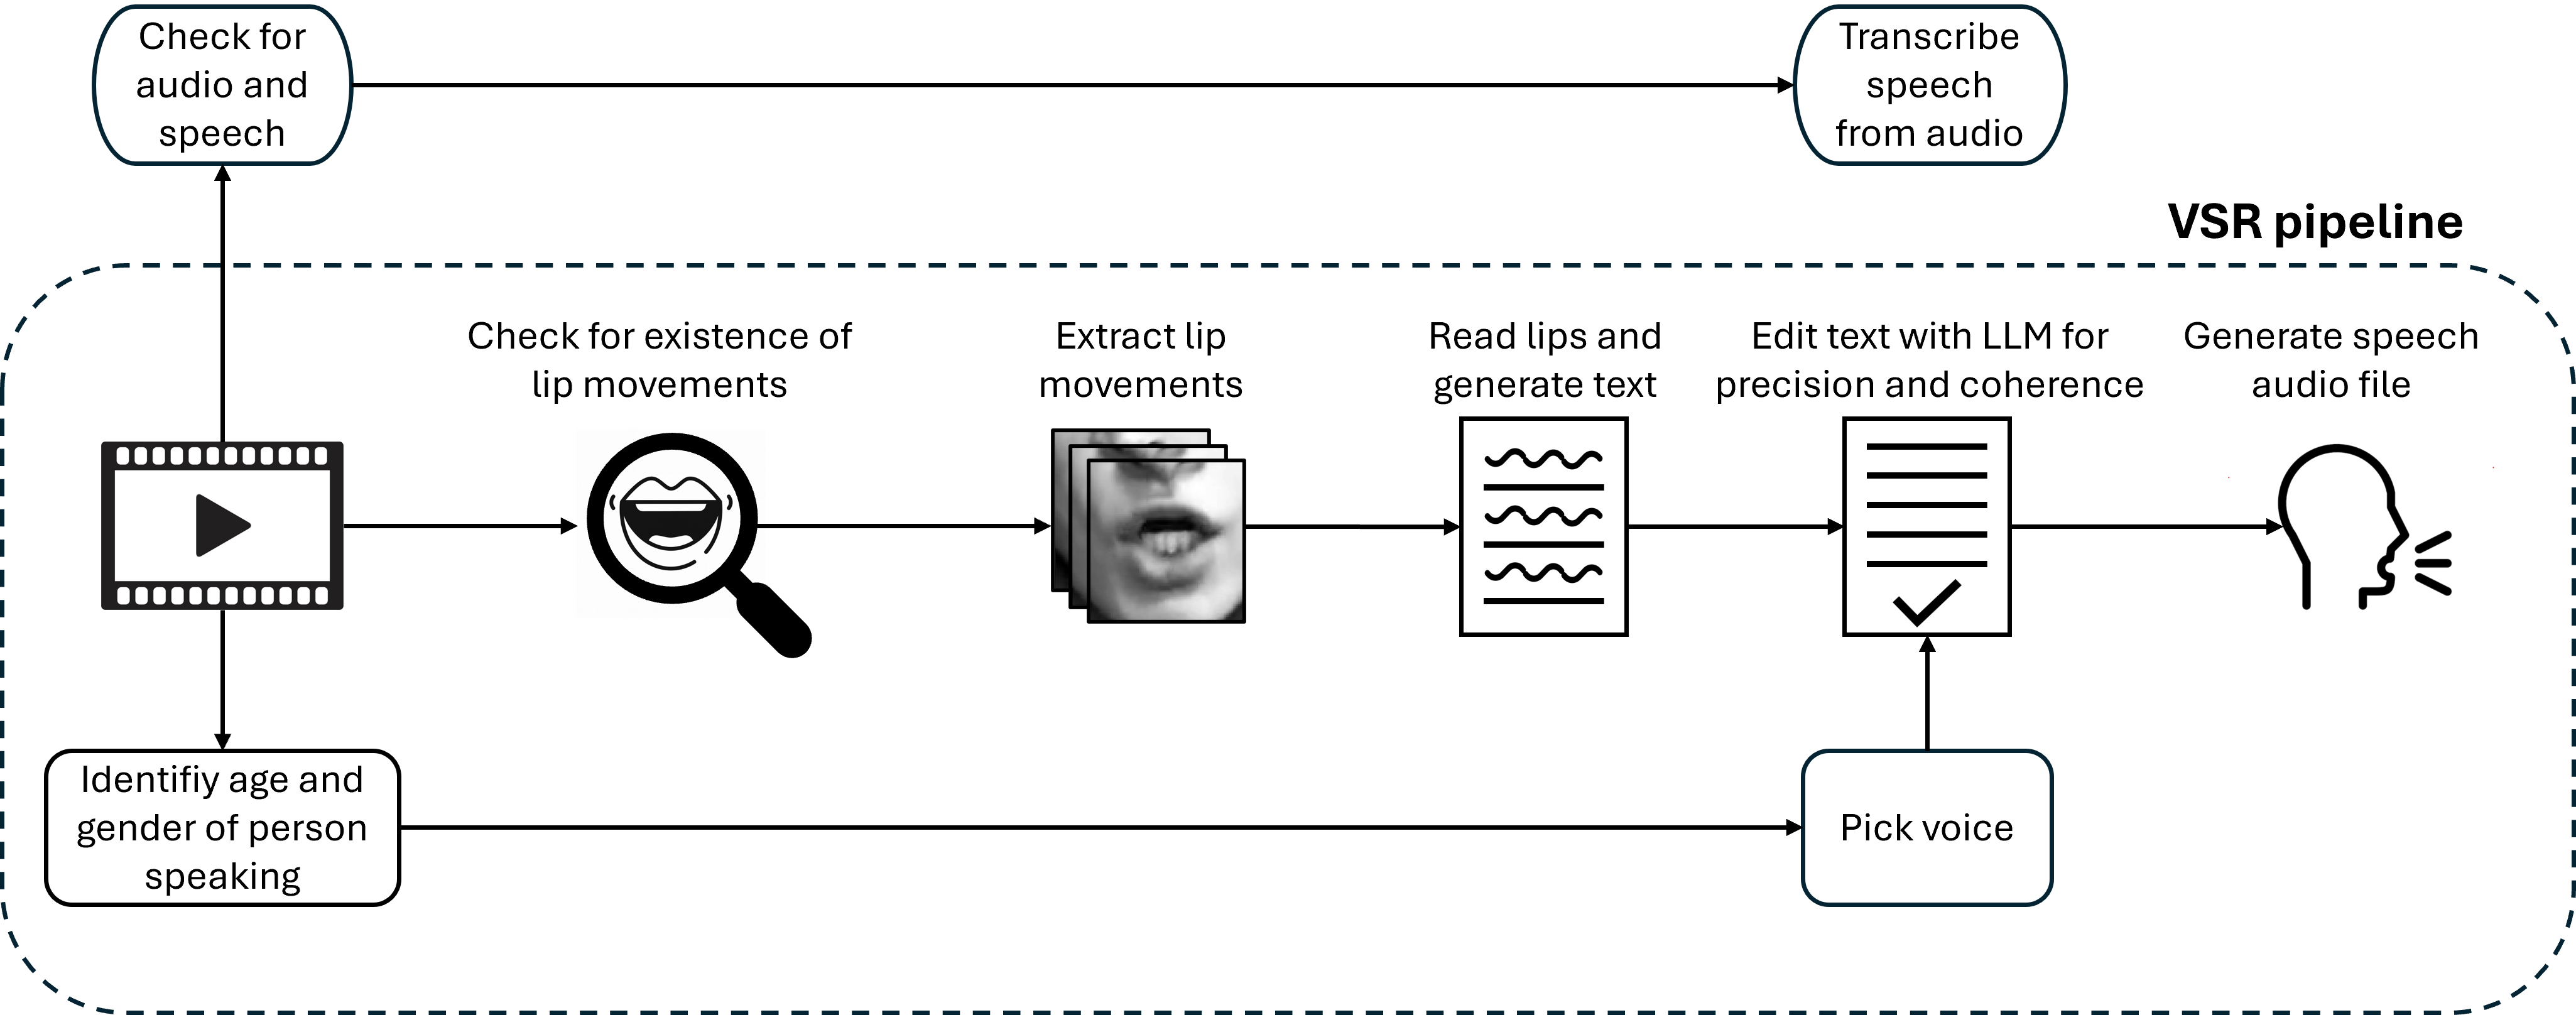 Check for
audio and
speech
Transcribe
speech
from audio
VSR pipeline
Check for existence of
lip movements
Extract lip
movements
Read lips and
generate text
Edit text with LLM for
precision and coherence
Generate speech
audio file
Identifiy age and
gender of person
speaking
Pick voice